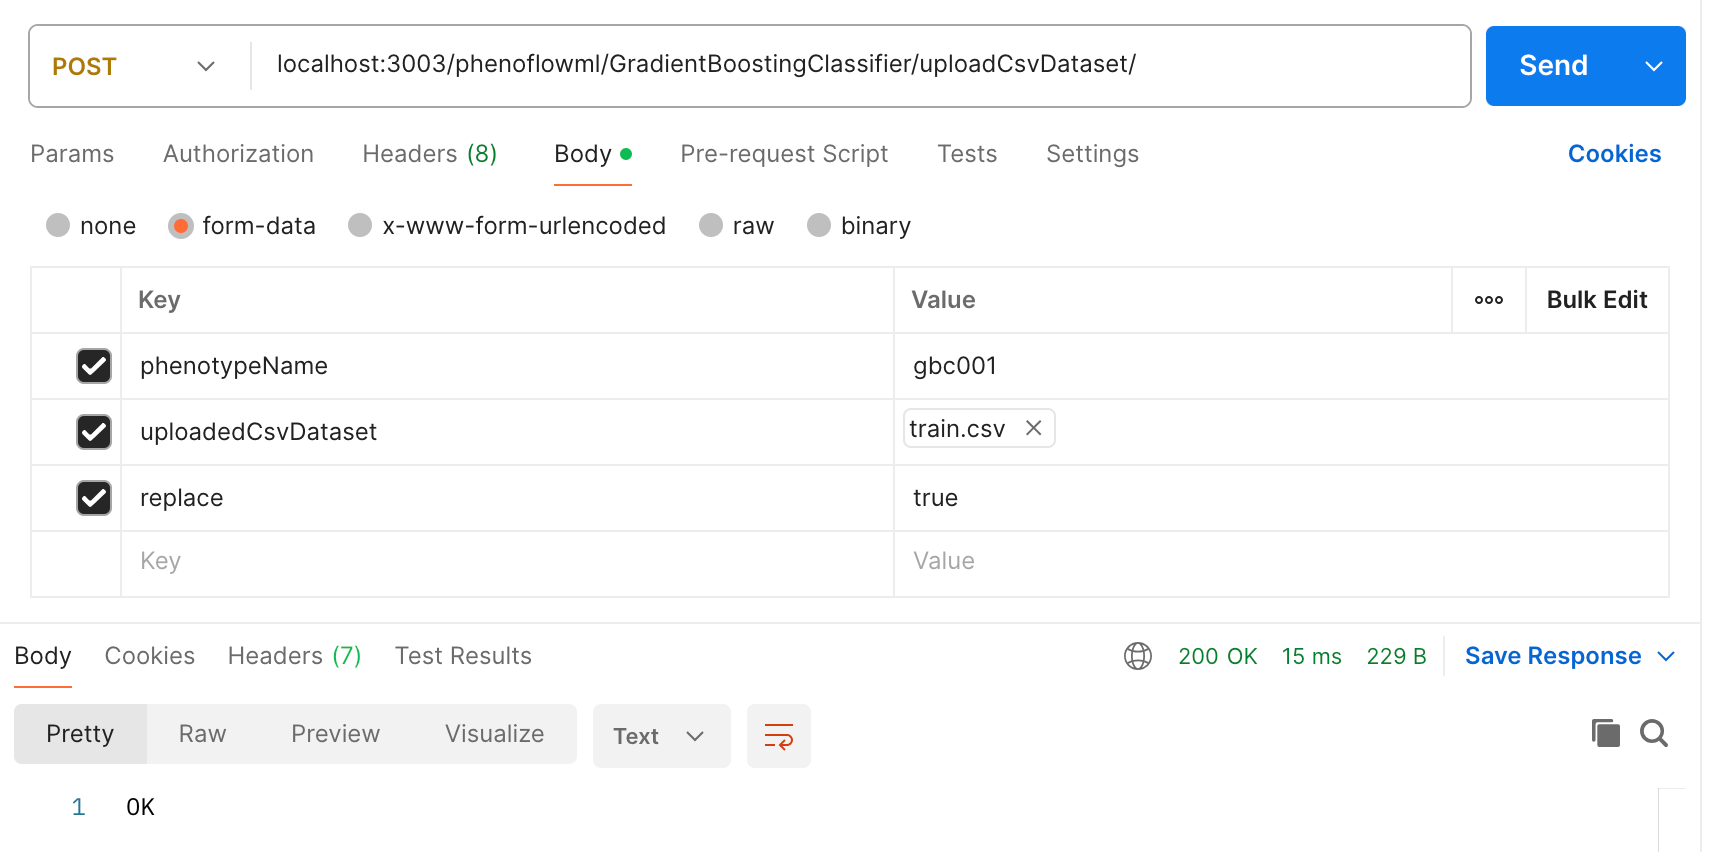 POST localhost:3003/phenoflowml/GradientBoostingClassifier/uploadCsvDataset/ Send
Params Authorization Headers (8) Body Pre-request Script Tests Settings Cookies
none form-data x-www-form-urlencoded raw binary
Key Value ooo Bulk Edit
phenotypeName gbc001
uploadedCsvDataset train.csv
replace true
Key Value
Body Cookies Headers (7) Test Results 200 OK 15 ms 229 B Save Response
Pretty Raw Preview Visualize Text
1 OK